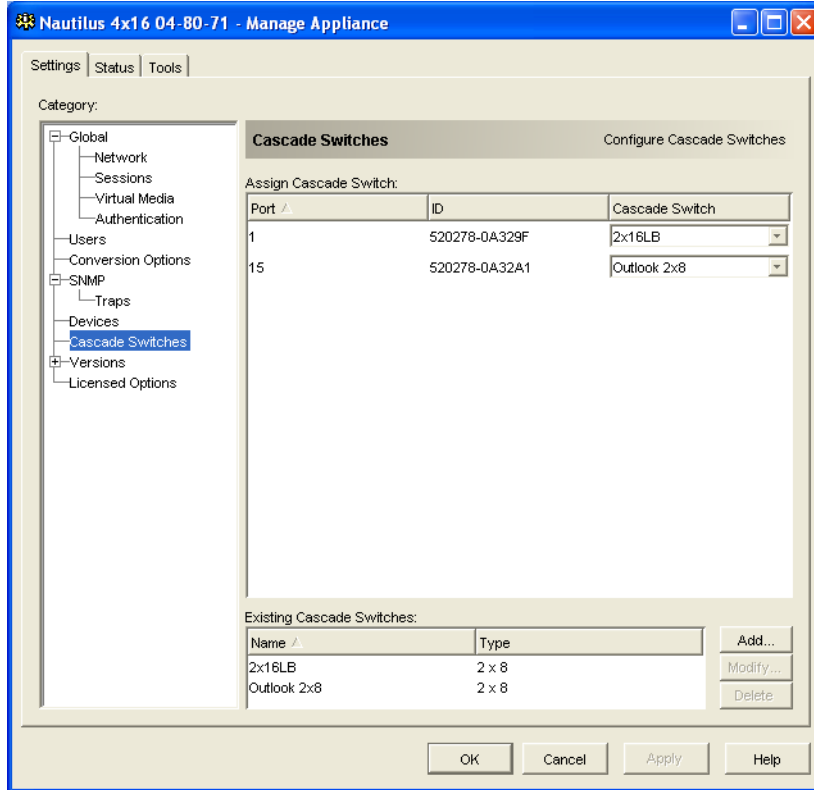 Nautilus 4x16 04-80-71 - Manage Appliance
Settings Status Tools
Category:
Global
Network
Sessions
Virtual Media
Authentication
Users
Conversion Options
SNMP
Traps
Devices
Cascade Switches
Versions
Licensed Options
Cascade Switches Configure Cascade Switches
Assign Cascade Switch:
Port ID Cascade Switch
1 520278-0A329F 2x16LB
15 520278-0A32A1 Outlook 2x8
Existing Cascade Switches:
Name Type
2x16LB 2 x 8
Outlook 2x8 2 x 8
Add...
Modify...
Delete
OK Cancel Apply Help